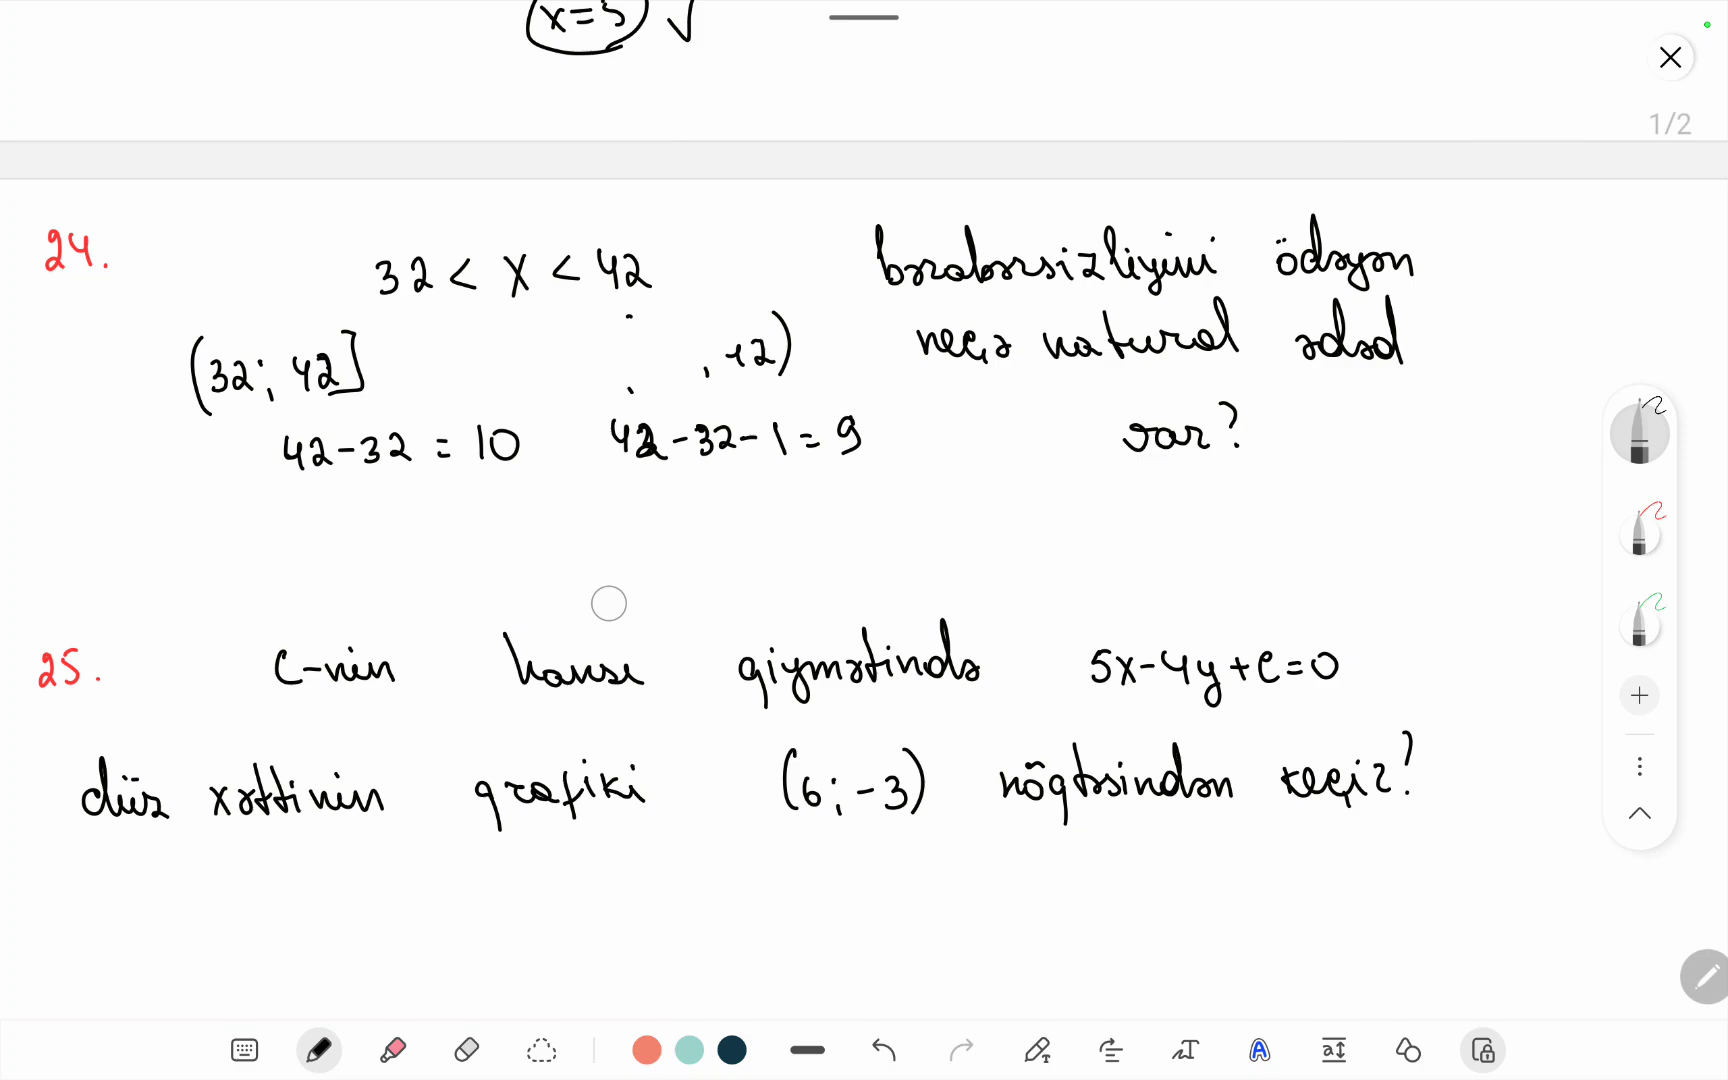 x=5 √
1/2
24.
32 < x < 42 bərabərsizliyini ödəyən
neçə natural ədəd
var?
(32; 42]
, 42)
42-32 = 10
42-32-1=9
25. C-nin hansı qiymətində 5x-4y+c=0
düz xəttinin qrafiki (6; -3) nöqtəsindən keçir?